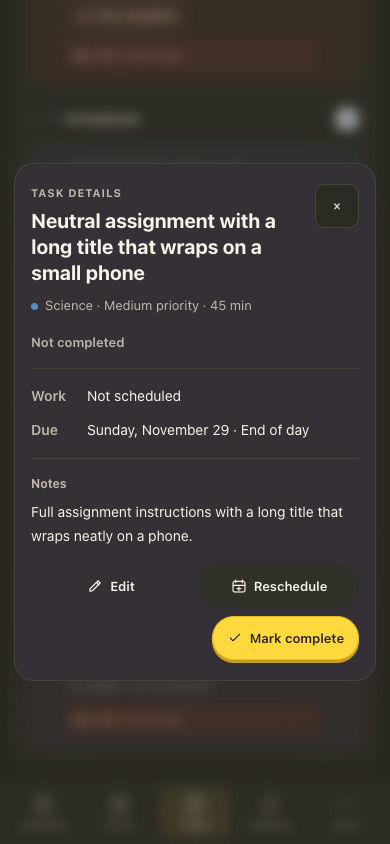 TASK DETAILS
Neutral assignment with a
long title that wraps on a
small phone
×
Science · Medium priority · 45 min
Not completed
Work Not scheduled
Due Sunday, November 29 · End of day
Notes
Full assignment instructions with a long title that
wraps neatly on a phone.
Edit Reschedule
Mark complete